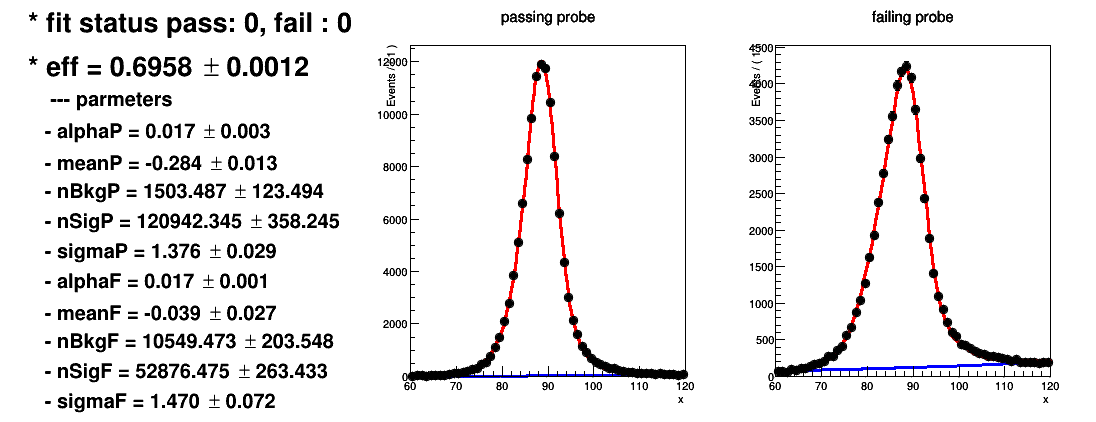 * fit status pass: 0, fail : 0
* eff = 0.6958 ± 0.0012
--- parmeters
- alphaP = 0.017 ± 0.003
- meanP = -0.284 ± 0.013
- nBkgP = 1503.487 ± 123.494
- nSigP = 120942.345 ± 358.245
- sigmaP = 1.376 ± 0.029
- alphaF = 0.017 ± 0.001
- meanF = -0.039 ± 0.027
- nBkgF = 10549.473 ± 203.548
- nSigF = 52876.475 ± 263.433
- sigmaF = 1.470 ± 0.072
passing probe
Events / ( 1 )
12000
10000
8000
6000
4000
2000
0
60 70 80 90 100 110 120
x
failing probe
Events / ( 1 )
4500
4000
3500
3000
2500
2000
1500
1000
500
0
60 70 80 90 100 110 120
x